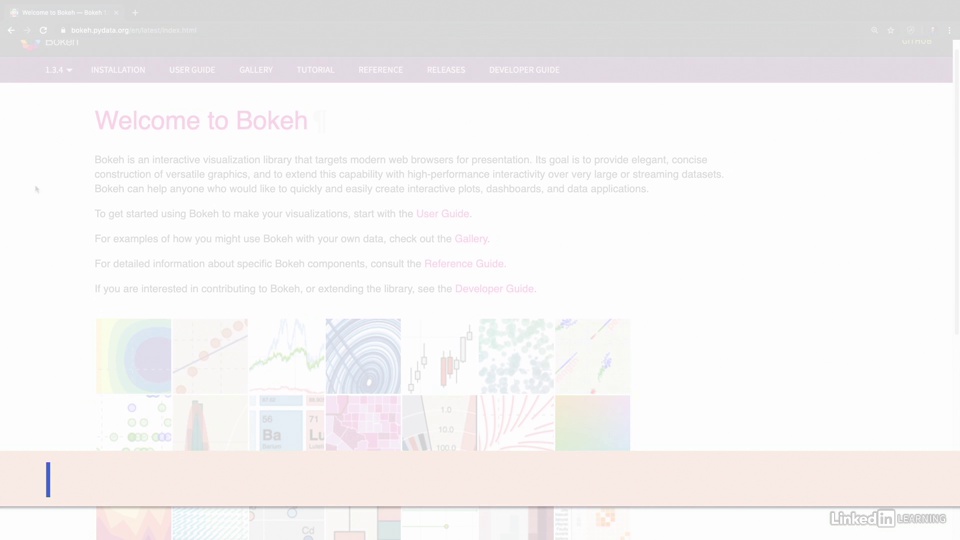 Welcome to Bokeh — Bokeh
bokeh.pydata.org/en/latest/index.html
Bokeh
GitHub
1.3.4 INSTALLATION USER GUIDE GALLERY TUTORIAL REFERENCE RELEASES DEVELOPER GUIDE
Welcome to Bokeh ¶
Bokeh is an interactive visualization library that targets modern web browsers for presentation. Its goal is to provide elegant, concise
construction of versatile graphics, and to extend this capability with high-performance interactivity over very large or streaming datasets.
Bokeh can help anyone who would like to quickly and easily create interactive plots, dashboards, and data applications.
To get started using Bokeh to make your visualizations, start with the User Guide.
For examples of how you might use Bokeh with your own data, check out the Gallery.
For detailed information about specific Bokeh components, consult the Reference Guide.
If you are interested in contributing to Bokeh, or extending the library, see the Developer Guide.
56 71
Ba Lu
1.0
10.0
100.0
Cd
LinkedIn LEARNING